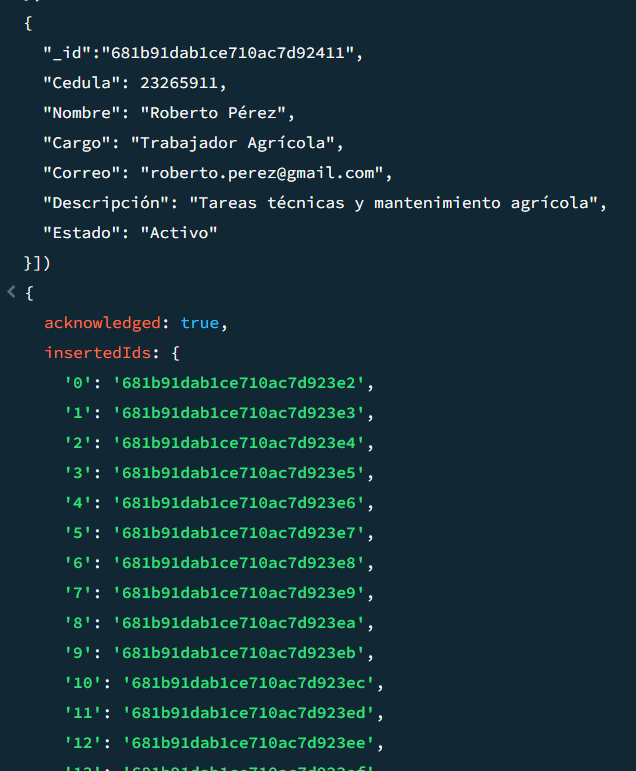 {
"_id":"681b91dab1ce710ac7d92411",
"Cedula": 23265911,
"Nombre": "Roberto Pérez",
"Cargo": "Trabajador Agrícola",
"Correo": "roberto.perez@gmail.com",
"Descripción": "Tareas técnicas y mantenimiento agrícola",
"Estado": "Activo"
}])
< {
acknowledged: true,
insertedIds: {
'0': '681b91dab1ce710ac7d923e2',
'1': '681b91dab1ce710ac7d923e3',
'2': '681b91dab1ce710ac7d923e4',
'3': '681b91dab1ce710ac7d923e5',
'4': '681b91dab1ce710ac7d923e6',
'5': '681b91dab1ce710ac7d923e7',
'6': '681b91dab1ce710ac7d923e8',
'7': '681b91dab1ce710ac7d923e9',
'8': '681b91dab1ce710ac7d923ea',
'9': '681b91dab1ce710ac7d923eb',
'10': '681b91dab1ce710ac7d923ec',
'11': '681b91dab1ce710ac7d923ed',
'12': '681b91dab1ce710ac7d923ee',